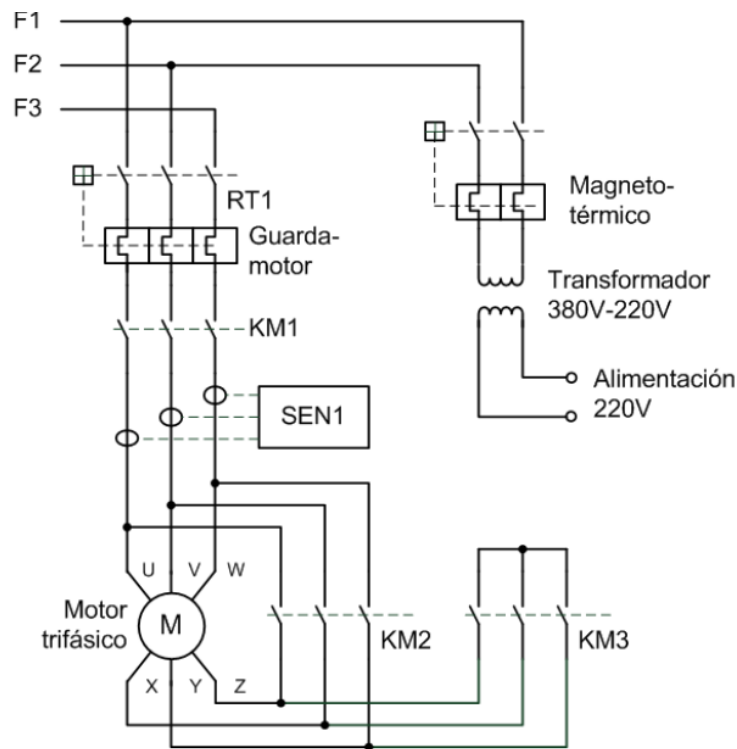 F1
F2
F3
RT1
Guarda-
motor
Magneto-
térmico
Transformador
380V-220V
KM1
SEN1
Alimentación
220V
U V W
Motor
trifásico
M
KM2
KM3
X Y Z